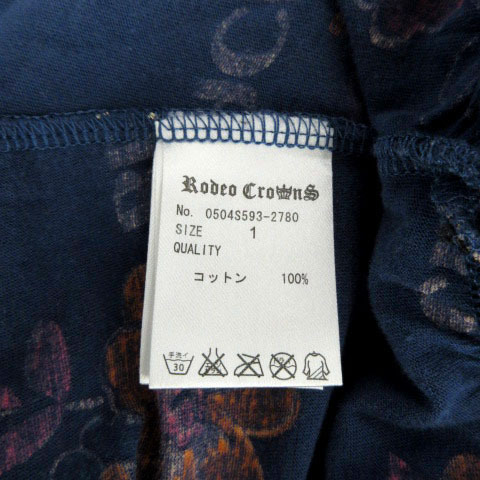 Rodeo Crowns
No. 0504S593-2780
SIZE 1
QUALITY
コットン 100%
手洗イ
30